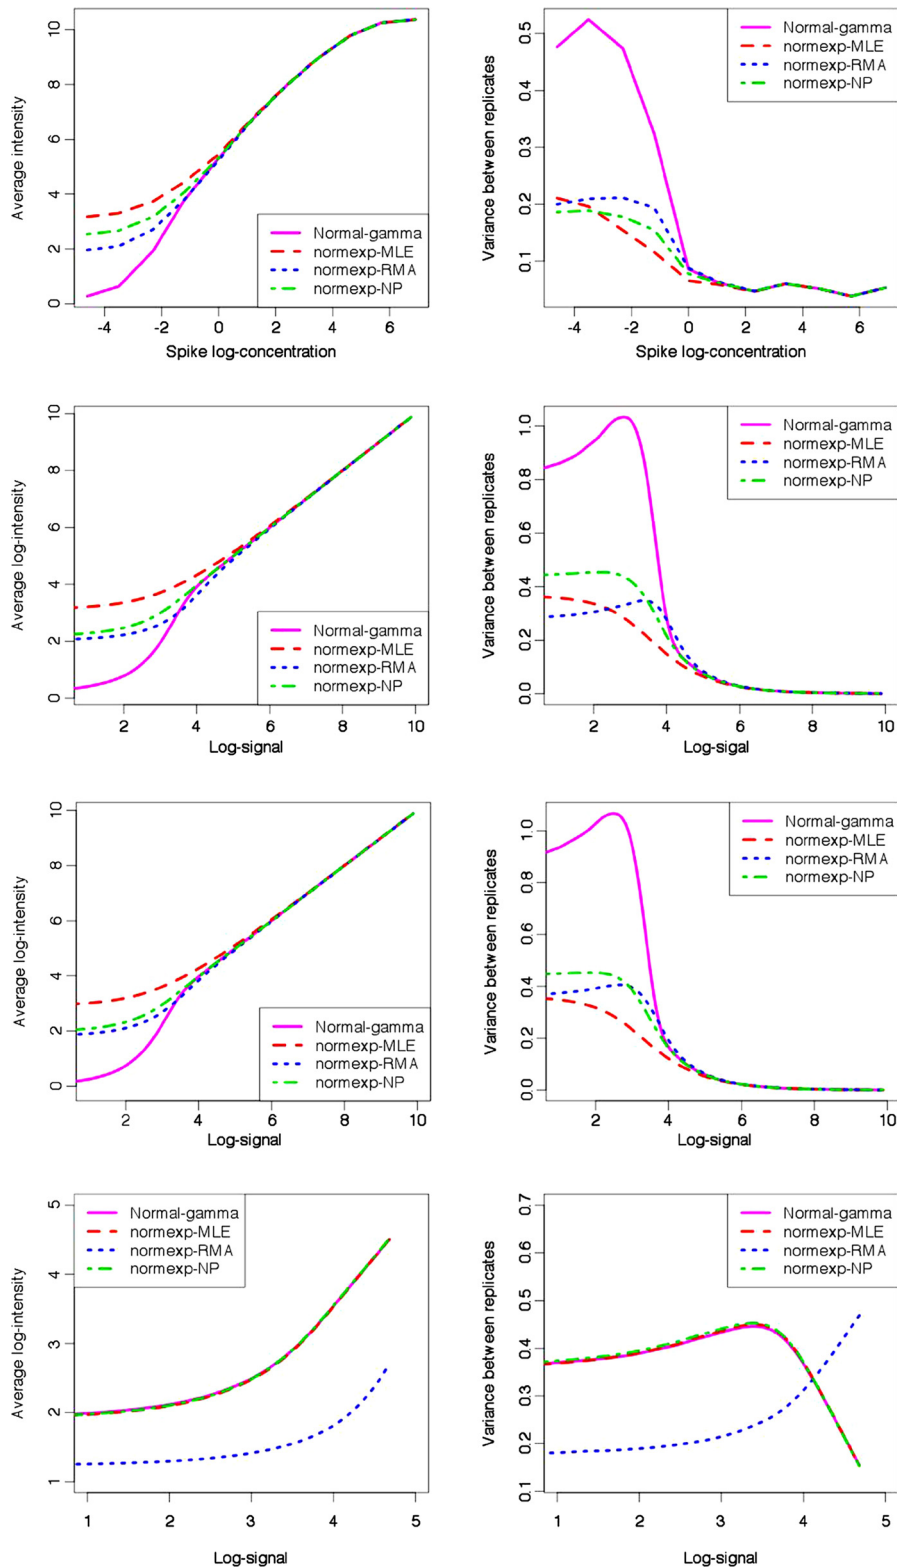 Average intensity
10
8
6
4
2
0
Normal-gamma
normexp-MLE
normexp-RMA
normexp-NP
-4 -2 0 2 4 6
Spike log-concentration
Variance between replicates
0.5
0.4
0.3
0.2
0.1
Normal-gamma
normexp-MLE
normexp-RMA
normexp-NP
-4 -2 0 2 4 6
Spike log-concentration
Average log-intensity
10
8
6
4
2
0
Normal-gamma
normexp-MLE
normexp-RMA
normexp-NP
2 4 6 8 10
Log-signal
Variance between replicates
1.0
0.8
0.6
0.4
0.2
0.0
Normal-gamma
normexp-MLE
normexp-RMA
normexp-NP
2 4 6 8 10
Log-sigal
Average log-intensity
10
8
6
4
2
0
Normal-gamma
normexp-MLE
normexp-RMA
normexp-NP
2 4 6 8 10
Log-signal
Variance between replicates
1.0
0.8
0.6
0.4
0.2
0.0
Normal-gamma
normexp-MLE
normexp-RMA
normexp-NP
2 4 6 8 10
Log-signal
Average log-intensity
5
4
3
2
1
Normal-gamma
normexp-MLE
normexp-RMA
normexp-NP
1 2 3 4 5
Log-signal
Variance between replicates
0.7
0.6
0.5
0.4
0.3
0.2
0.1
Normal-gamma
normexp-MLE
normexp-RMA
normexp-NP
1 2 3 4 5
Log-signal